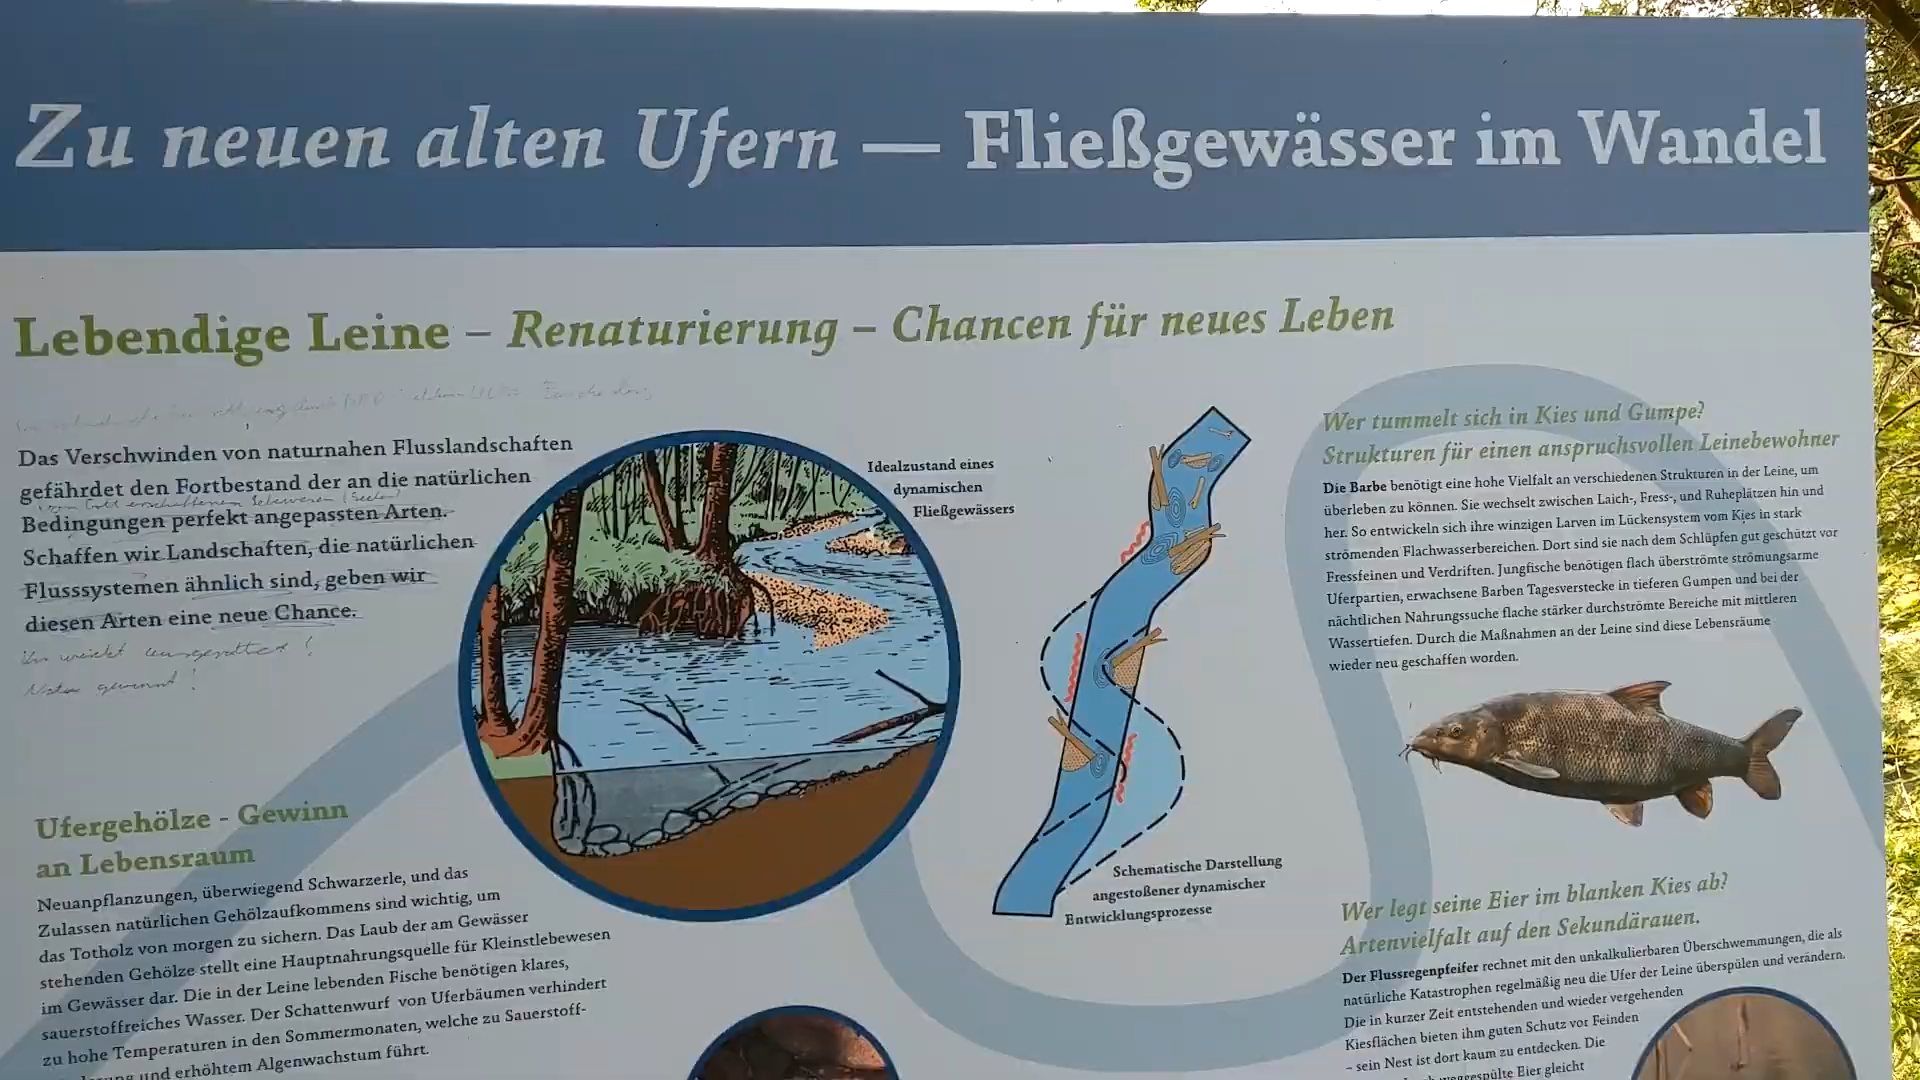 Zu neuen alten Ufern — Fließgewässer im Wandel
Lebendige Leine – Renaturierung – Chancen für neues Leben
Das Verschwinden von naturnahen Flusslandschaften
gefährdet den Fortbestand der an die natürlichen
Bedingungen perfekt angepassten Arten.
Schaffen wir Landschaften, die natürlichen
Flusssystemen ähnlich sind, geben wir
diesen Arten eine neue Chance.
Natur gewinnt!
Idealzustand eines
dynamischen
Fließgewässers
Schematische Darstellung
angestoßener dynamischer
Entwicklungsprozesse
Ufergehölze - Gewinn
an Lebensraum
Neuanpflanzungen, überwiegend Schwarzerle, und das
Zulassen natürlichen Gehölzaufkommens sind wichtig, um
das Totholz von morgen zu sichern. Das Laub der am Gewässer
stehenden Gehölze stellt eine Hauptnahrungsquelle für Kleinstlebewesen
im Gewässer dar. Die in der Leine lebenden Fische benötigen klares,
sauerstoffreiches Wasser. Der Schattenwurf von Uferbäumen verhindert
zu hohe Temperaturen in den Sommermonaten, welche zu Sauerstoff-
und erhöhtem Algenwachstum führt.
Wer tummelt sich in Kies und Gumpe?
Strukturen für einen anspruchsvollen Leinebewohner
Die Barbe benötigt eine hohe Vielfalt an verschiedenen Strukturen in der Leine, um
überleben zu können. Sie wechselt zwischen Laich-, Fress-, und Ruheplätzen hin und
her. So entwickeln sich ihre winzigen Larven im Lückensystem vom Kies in stark
strömenden Flachwasserbereichen. Dort sind sie nach dem Schlüpfen gut geschützt vor
Fressfeinen und Verdriften. Jungfische benötigen flach überströmte strömungsarme
Uferpartien, erwachsene Barben Tagesverstecke in tieferen Gumpen und bei der
nächtlichen Nahrungssuche flache stärker durchströmte Bereiche mit mittleren
Wassertiefen. Durch die Maßnahmen an der Leine sind diese Lebensräume
wieder neu geschaffen worden.
Wer legt seine Eier im blanken Kies ab?
Artenvielfalt auf den Sekundärauen.
Der Flussregenpfeifer rechnet mit den unkalkulierbaren Überschwemmungen, die als
natürliche Katastrophen regelmäßig neu die Ufer der Leine überspülen und verändern.
Die in kurzer Zeit entstehenden und wieder vergehenden
Kiesflächen bieten ihm guten Schutz vor Feinden
– sein Nest ist dort kaum zu entdecken. Die
weggespülte Eier gleicht